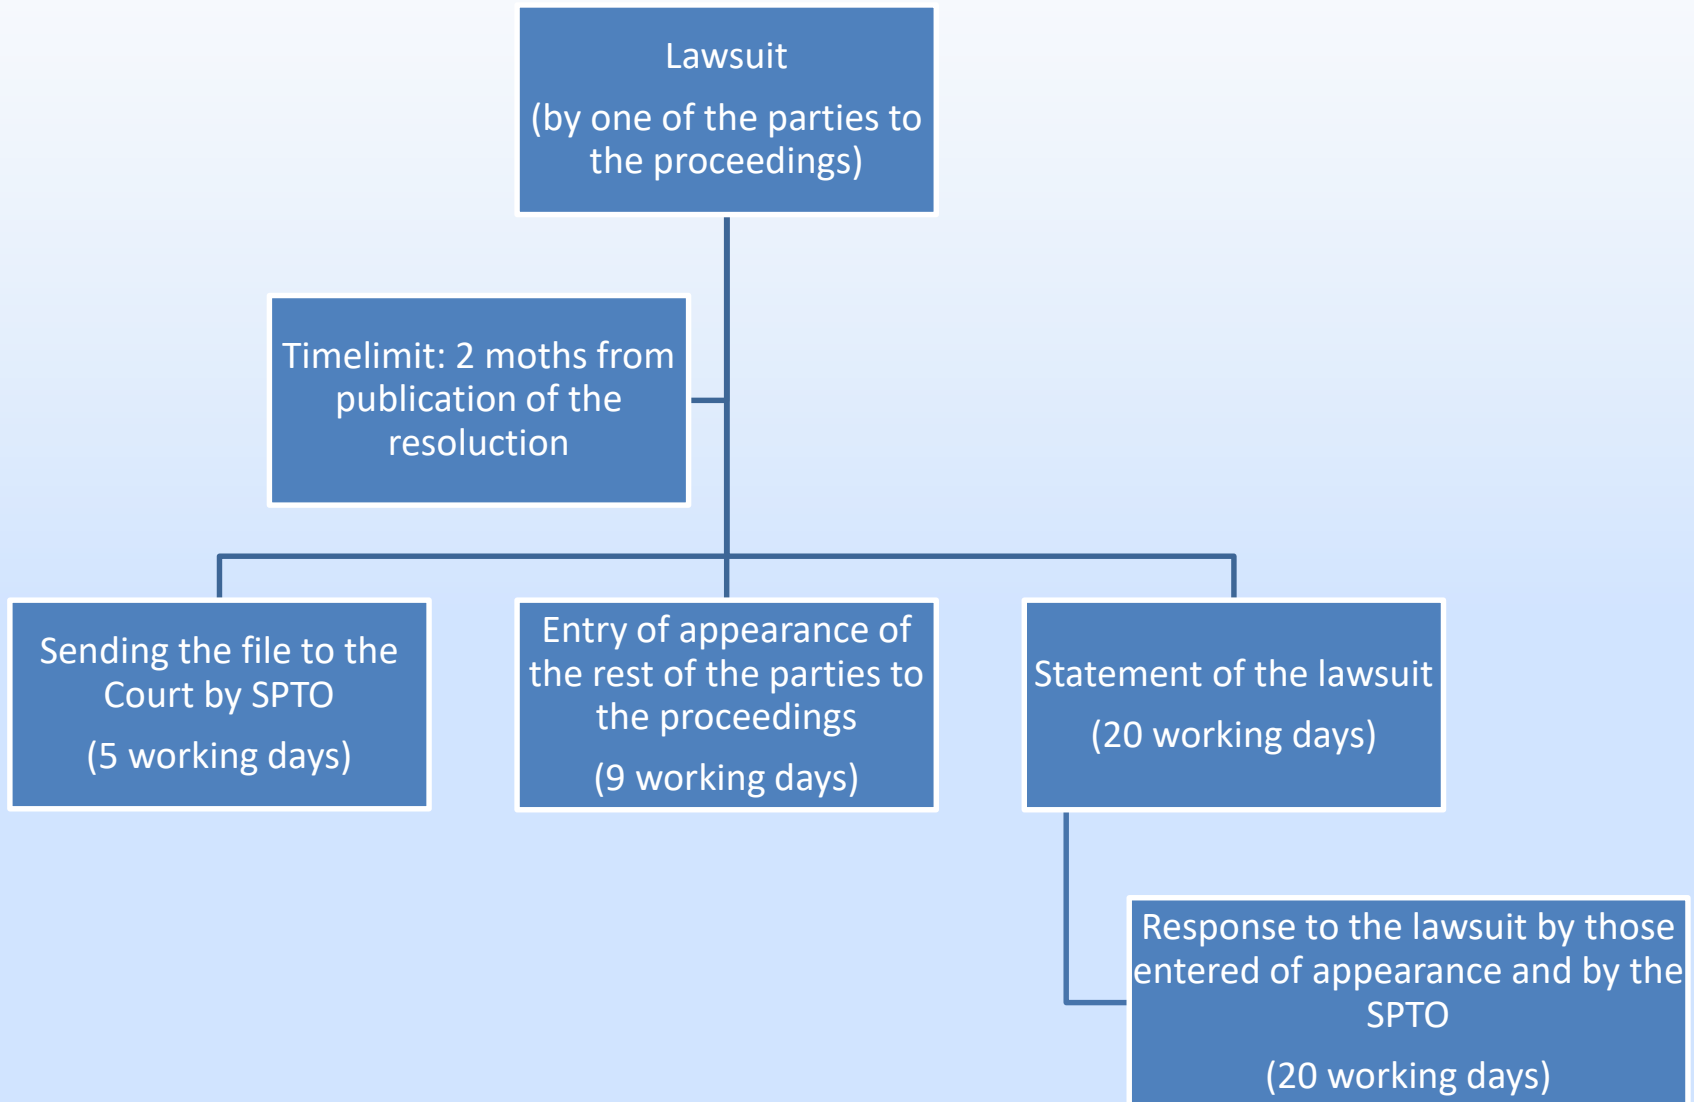 Lawsuit
(by one of the parties to
the proceedings)
Timelimit: 2 moths from
publication of the
resoluction
Sending the file to the
Court by SPTO
(5 working days)
Entry of appearance of
the rest of the parties to
the proceedings
(9 working days)
Statement of the lawsuit
(20 working days)
Response to the lawsuit by those
entered of appearance and by the
SPTO
(20 working days)